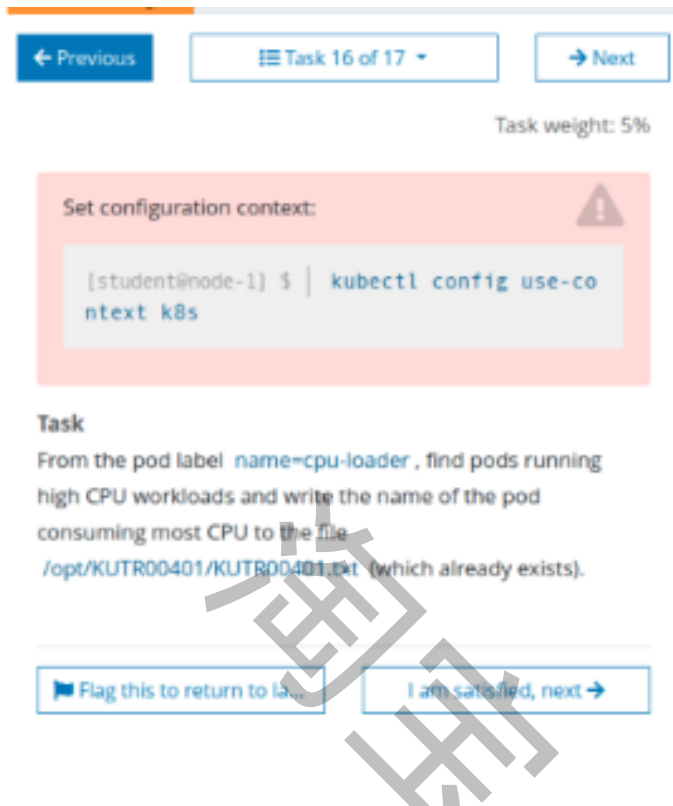 Previous
Task 16 of 17
Next
Task weight: 5%
Set configuration context:
[student@node-1] $ | kubectl config use-co
ntext k8s
Task
From the pod label name=cpu-loader, find pods running
high CPU workloads and write the name of the pod
consuming most CPU to the file
/opt/KUTR00401/KUTR00401.txt (which already exists).
Flag this to return to la...
I am satisfied, next
淘宝